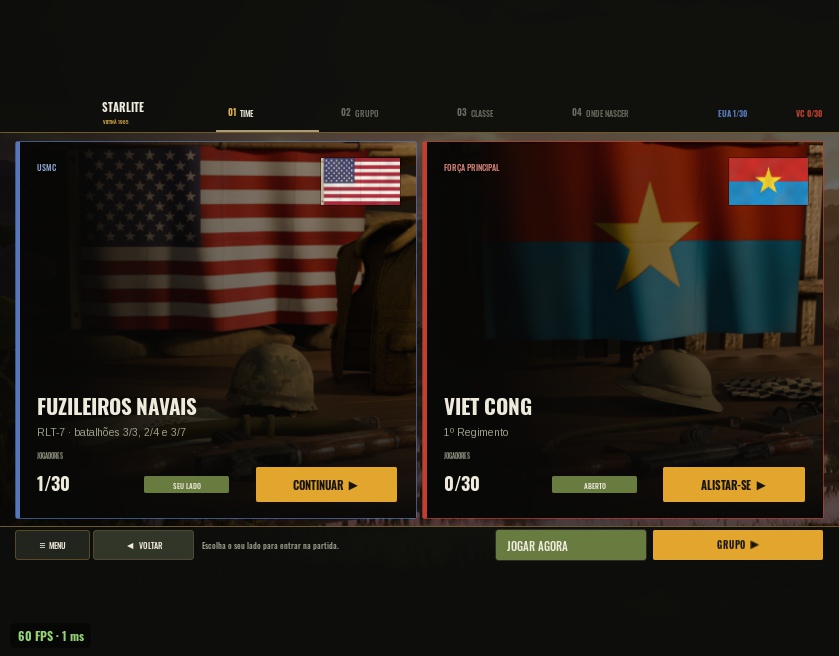 STARLITE
VIETNÃ 1965
01 TIME
02 GRUPO
03 CLASSE
04 ONDE NASCER
EUA 1/30
VC 0/30
USMC
FUZILEIROS NAVAIS
RLT-7 · batalhões 3/3, 2/4 e 3/7
JOGADORES
1/30
SEU LADO
CONTINUAR ►
FORÇA PRINCIPAL
VIET CONG
1º Regimento
JOGADORES
0/30
ABERTO
ALISTAR-SE ►
≡ MENU
◄ VOLTAR
Escolha o seu lado para entrar na partida.
JOGAR AGORA
GRUPO ►
60 FPS · 1 ms